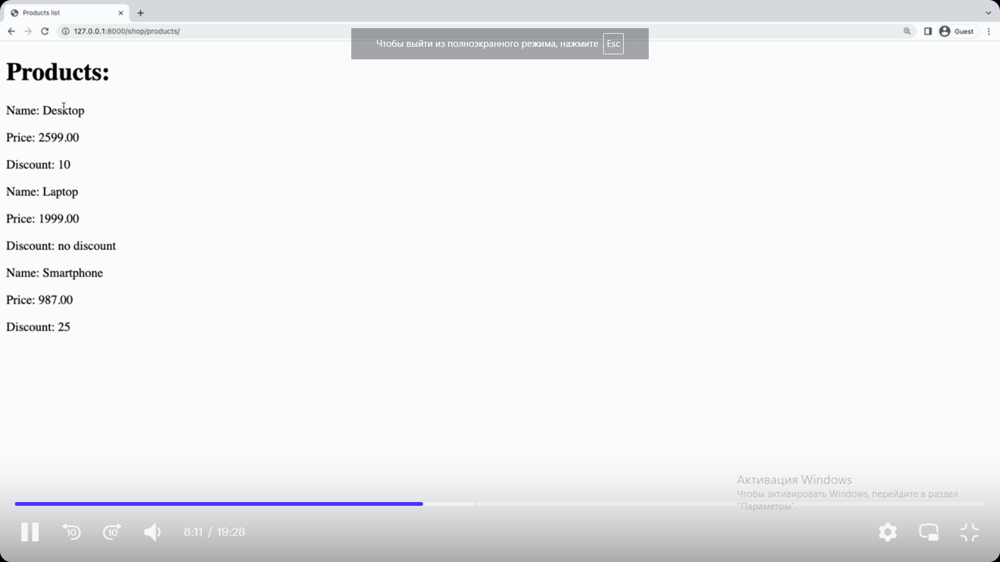 Products list
127.0.0.1:8000/shop/products/
Guest
Чтобы выйти из полноэкранного режима, нажмите Esc
Products:
Name: Desktop
Price: 2599.00
Discount: 10
Name: Laptop
Price: 1999.00
Discount: no discount
Name: Smartphone
Price: 987.00
Discount: 25
Активация Windows
Чтобы активировать Windows, перейдите в раздел
"Параметры".
10
10
8:11 / 19:28